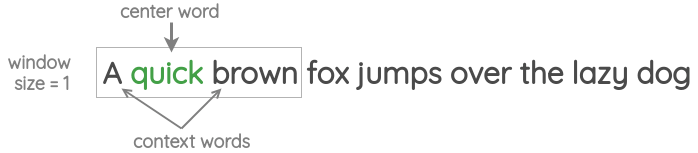 center word
window
size = 1
A quick brown fox jumps over the lazy dog
context words